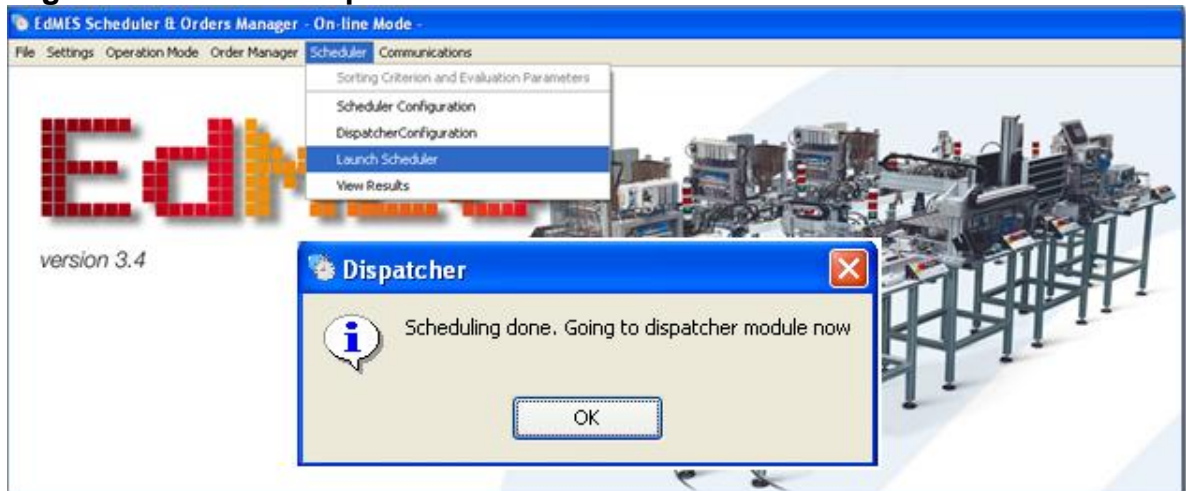 EdMES Scheduler & Orders Manager - On-line Mode -
File Settings Operation Mode Order Manager Scheduler Communications
Sorting Criterion and Evaluation Parameters
Scheduler Configuration
DispatcherConfiguration
Launch Scheduler
View Results
version 3.4
Dispatcher
Scheduling done. Going to dispatcher module now
OK